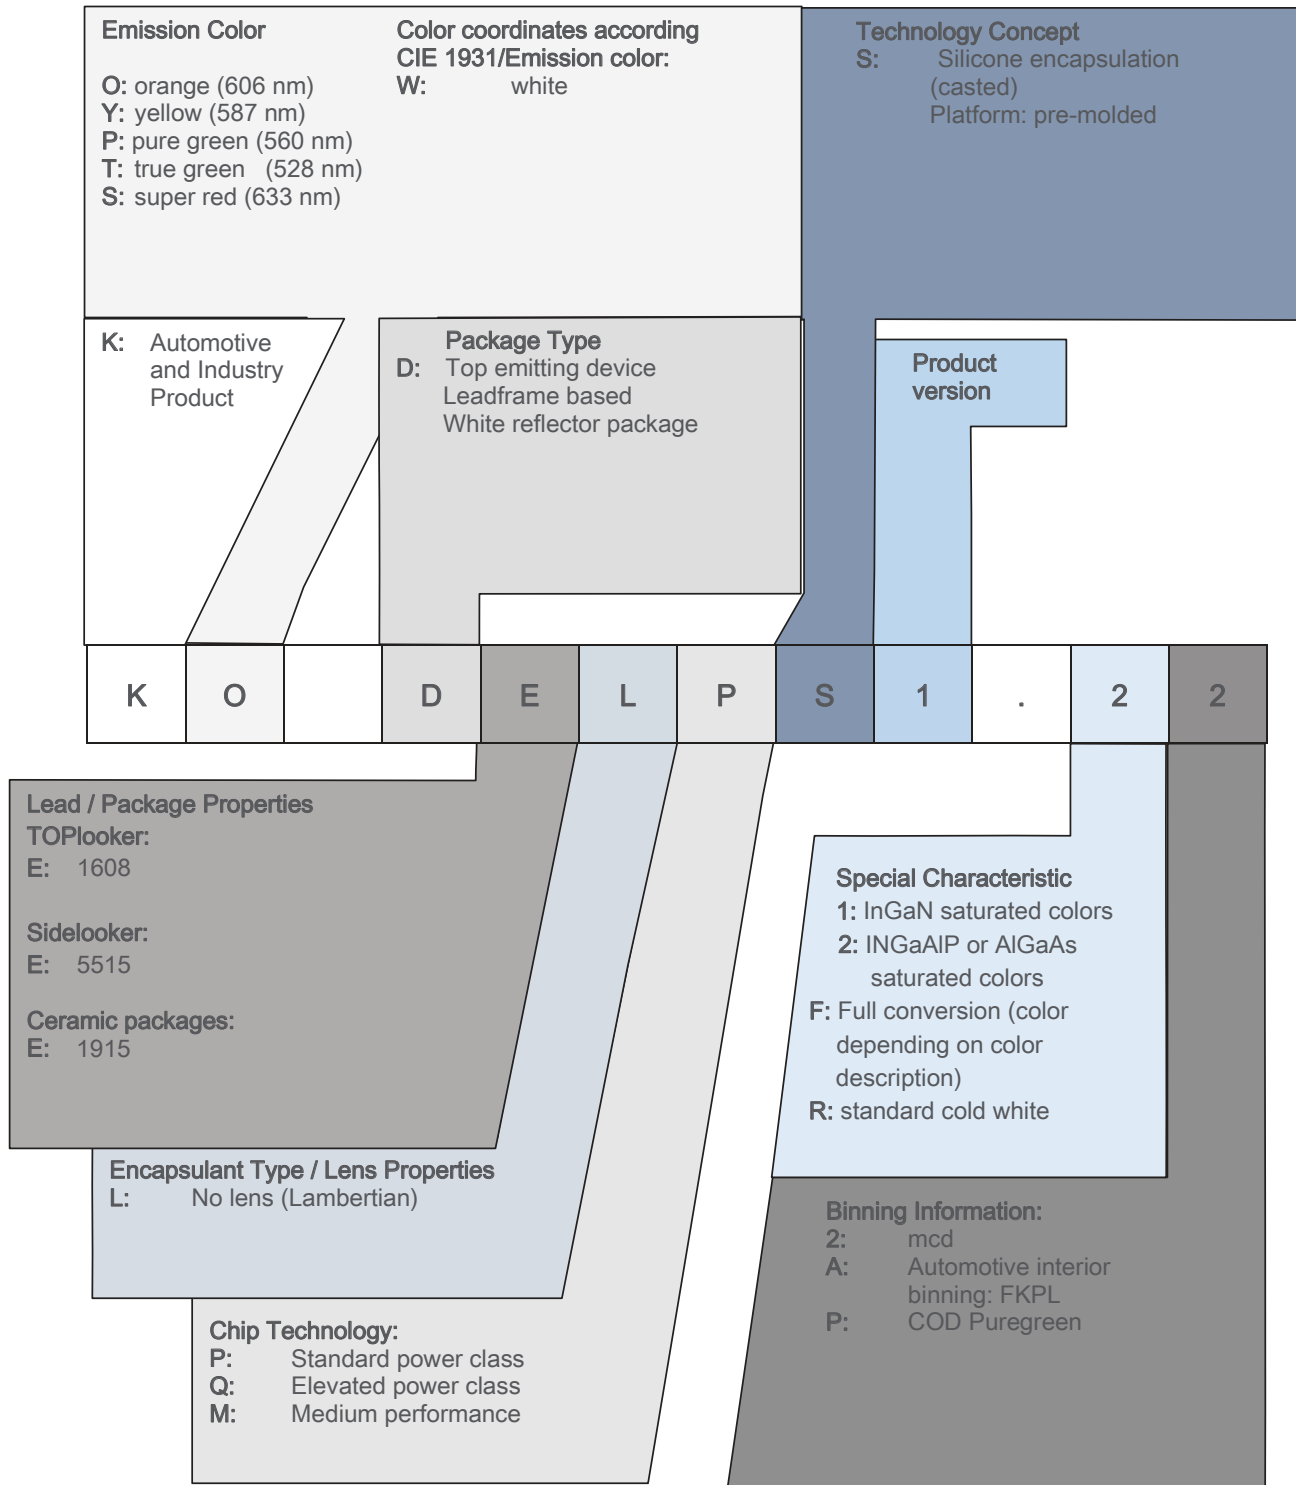 Emission Color
O: orange (606 nm)
Y: yellow (587 nm)
P: pure green (560 nm)
T: true green (528 nm)
S: super red (633 nm)
Color coordinates according
CIE 1931/Emission color:
W: white
Technology Concept
S: Silicone encapsulation
(casted)
Platform: pre-molded
K: Automotive
and Industry
Product
Package Type
D: Top emitting device
Leadframe based
White reflector package
Product
version
K O D E L P S 1 . 2 2
Lead / Package Properties
TOPlooker:
E: 1608
Sidelooker:
E: 5515
Ceramic packages:
E: 1915
Encapsulant Type / Lens Properties
L: No lens (Lambertian)
Chip Technology:
P: Standard power class
Q: Elevated power class
M: Medium performance
Special Characteristic
1: InGaN saturated colors
2: INGaAlP or AlGaAs
saturated colors
F: Full conversion (color
depending on color
description)
R: standard cold white
Binning Information:
2: mcd
A: Automotive interior
binning: FKPL
P: COD Puregreen